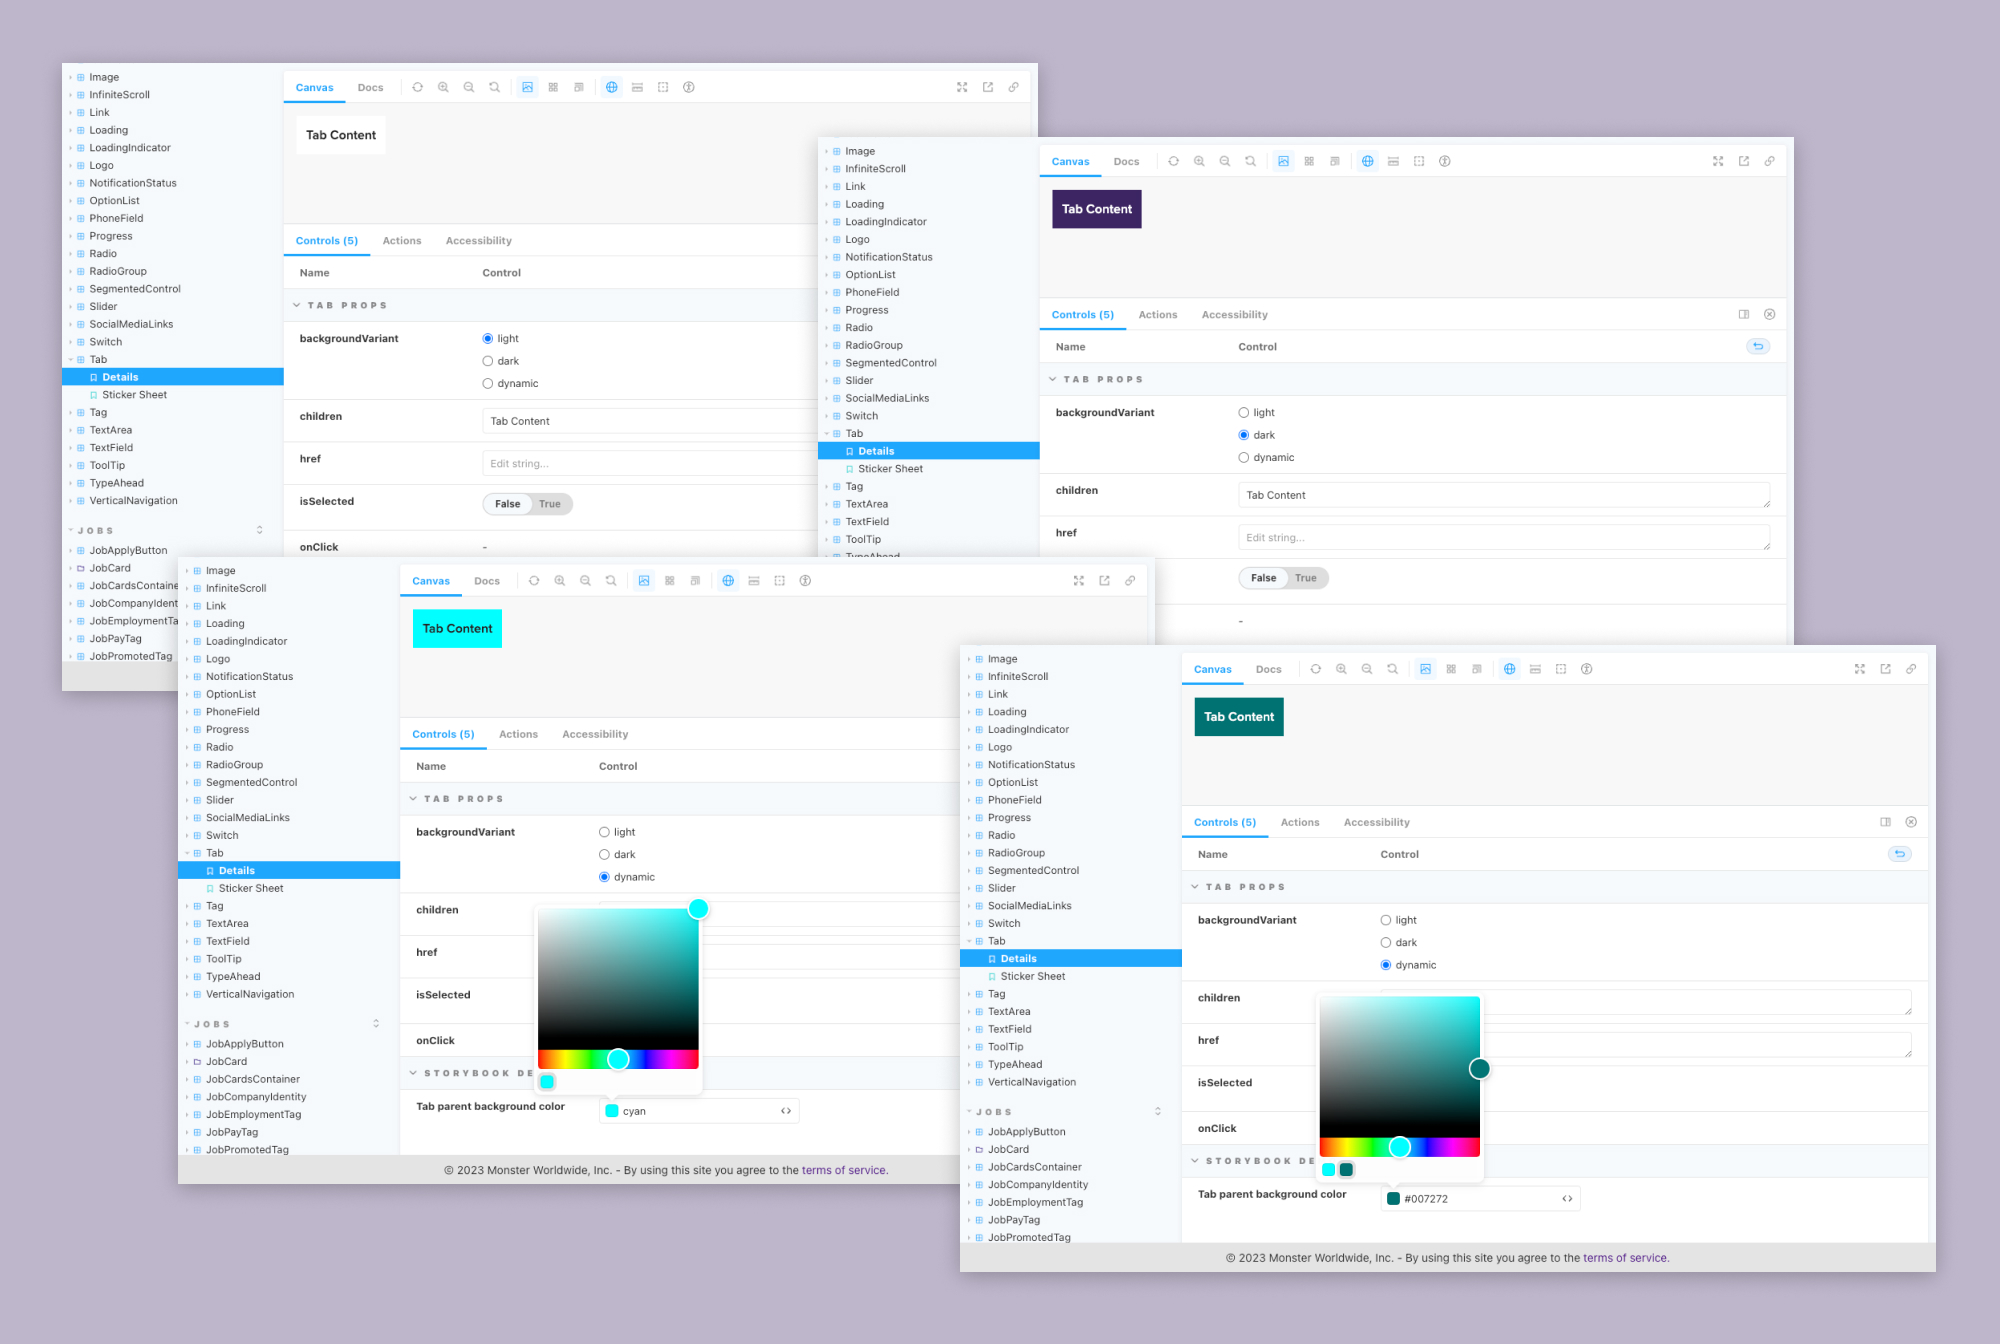 Image
InfiniteScroll
Link
Loading
LoadingIndicator
Logo
NotificationStatus
OptionList
PhoneField
Progress
Radio
RadioGroup
SegmentedControl
Slider
SocialMediaLinks
Switch
Tab
Details
Sticker Sheet
Tag
TextArea
TextField
ToolTip
TypeAhead
VerticalNavigation
JOBS
JobApplyButton
JobCard
JobCardsContaine
JobCompanyIdent
JobEmploymentTa
JobPayTag
JobPromotedTag
Canvas Docs
Tab Content
Controls (5) Actions Accessibility
Name Control
TAB PROPS
backgroundVariant light
dark
dynamic
children Tab Content
href Edit string...
isSelected False True
onClick -
Image
InfiniteScroll
Link
Loading
LoadingIndicator
Logo
NotificationStatus
OptionList
PhoneField
Progress
Radio
RadioGroup
SegmentedControl
Slider
SocialMediaLinks
Switch
Tab
Details
Sticker Sheet
Tag
TextArea
TextField
ToolTip
TypeAhead
Canvas Docs
Tab Content
Controls (5) Actions Accessibility
Name Control
TAB PROPS
backgroundVariant light
dark
dynamic
children Tab Content
href Edit string...
False True
-
Image
InfiniteScroll
Link
Loading
LoadingIndicator
Logo
NotificationStatus
OptionList
PhoneField
Progress
Radio
RadioGroup
SegmentedControl
Slider
SocialMediaLinks
Switch
Tab
Details
Sticker Sheet
Tag
TextArea
TextField
ToolTip
TypeAhead
VerticalNavigation
JOBS
JobApplyButton
JobCard
JobCardsContainer
JobCompanyIdentity
JobEmploymentTag
JobPayTag
JobPromotedTag
Canvas Docs
Tab Content
Controls (5) Actions Accessibility
Name Control
TAB PROPS
backgroundVariant light
dark
dynamic
children
href
isSelected
onClick
STORYBOOK DE
Tab parent background color cyan
© 2023 Monster Worldwide, Inc. - By using this site you agree to the terms of service.
Image
InfiniteScroll
Link
Loading
LoadingIndicator
Logo
NotificationStatus
OptionList
PhoneField
Progress
Radio
RadioGroup
SegmentedControl
Slider
SocialMediaLinks
Switch
Tab
Details
Sticker Sheet
Tag
TextArea
TextField
ToolTip
TypeAhead
VerticalNavigation
JOBS
JobApplyButton
JobCard
JobCardsContainer
JobCompanyIdentity
JobEmploymentTag
JobPayTag
JobPromotedTag
Canvas Docs
Tab Content
Controls (5) Actions Accessibility
Name Control
TAB PROPS
backgroundVariant light
dark
dynamic
children
href
isSelected
onClick
STORYBOOK DE
Tab parent background color #007272
© 2023 Monster Worldwide, Inc. - By using this site you agree to the terms of service.